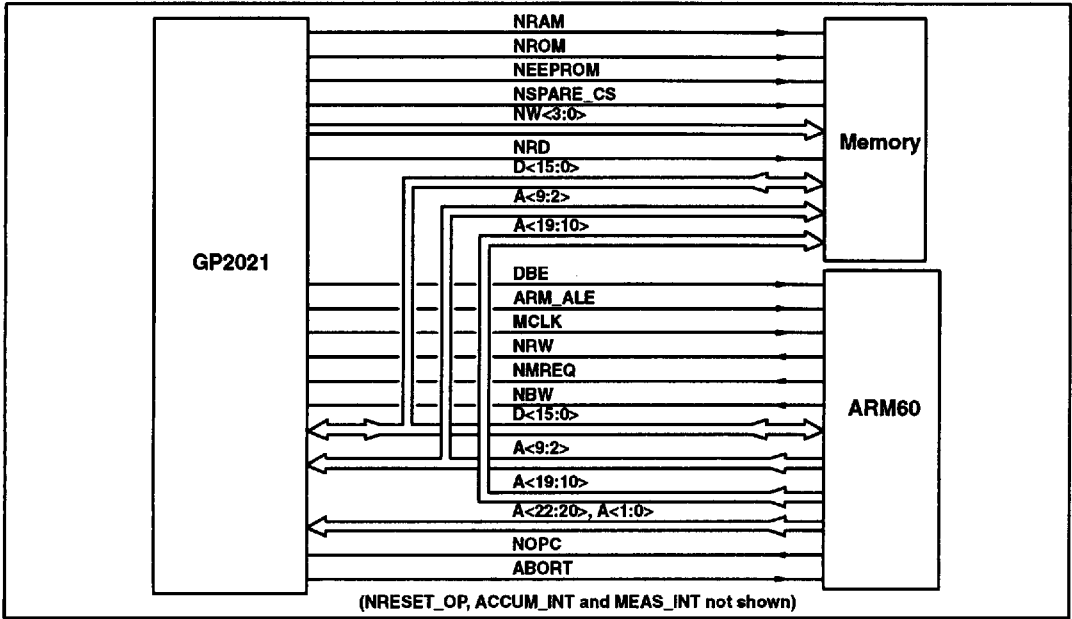 NRAM
NROM
NEEPROM
NSPARE_CS
NW<3:0>
NRD
D<15:0>
A<9:2>
A<19:10>
Memory
GP2021
DBE
ARM_ALE
MCLK
NRW
NMREQ
NBW
D<15:0>
A<9:2>
A<19:10>
A<22:20>, A<1:0>
NOPC
ABORT
ARM60
(NRESET_OP, ACCUM_INT and MEAS_INT not shown)